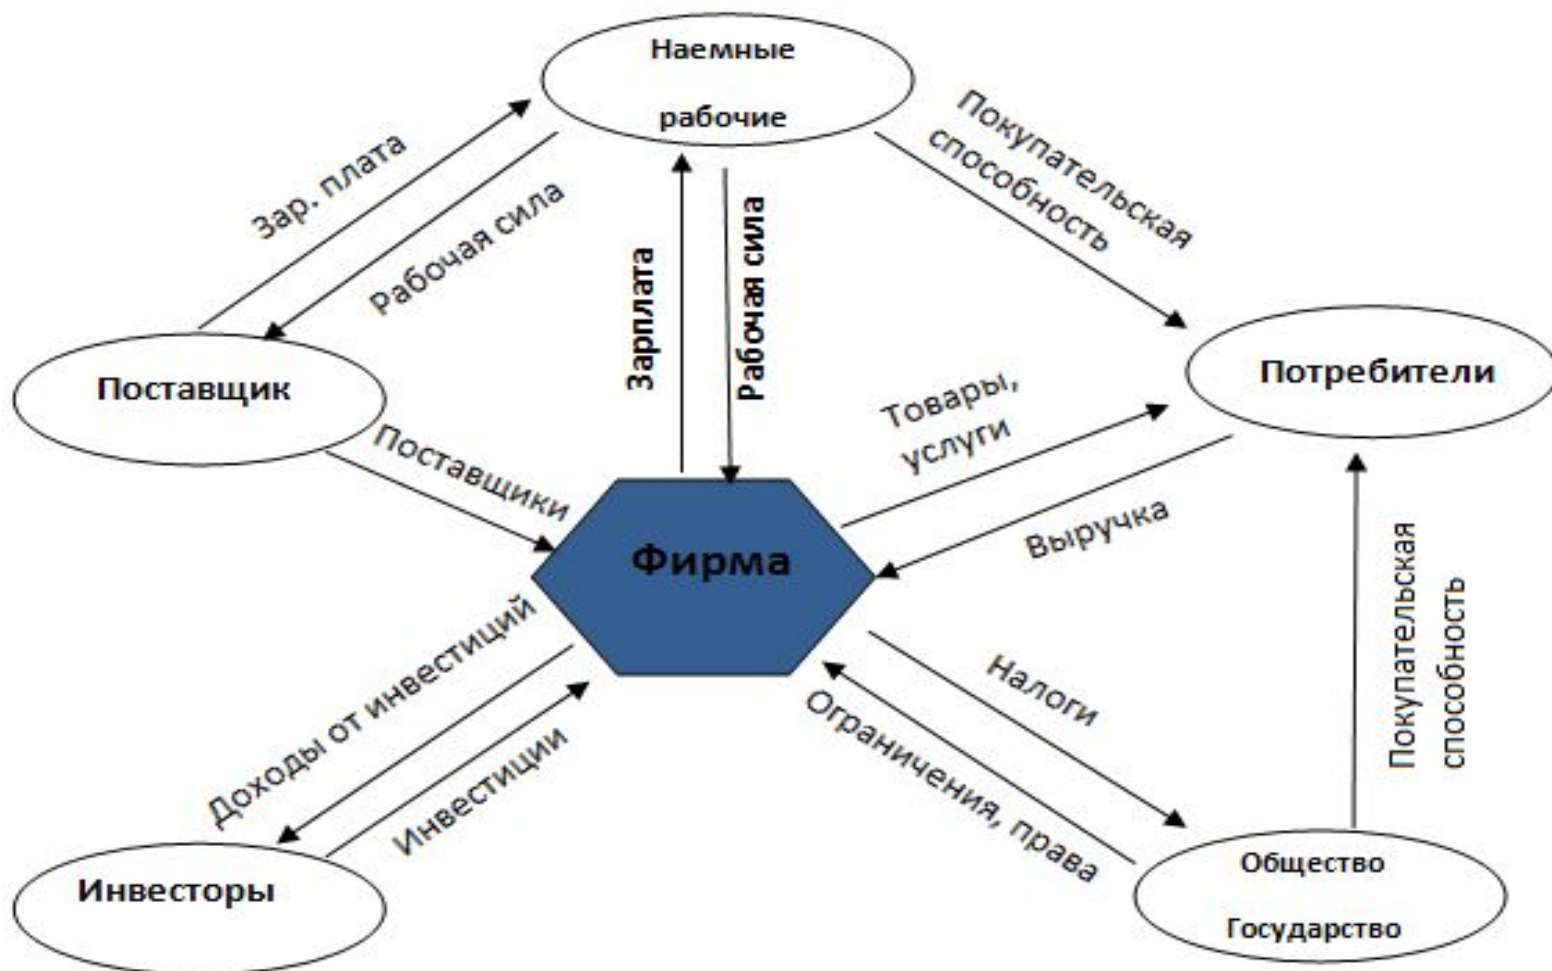 Наемные
рабочие
Зар. плата
Рабочая сила
Зарплата
Рабочая сила
Покупательская
способность
Поставщик
Потребители
Поставщики
Товары,
услуги
Выручка
Фирма
Доходы от инвестиций
Инвестиции
Налоги
Ограничения, права
Покупательская
способность
Инвесторы
Общество
Государство